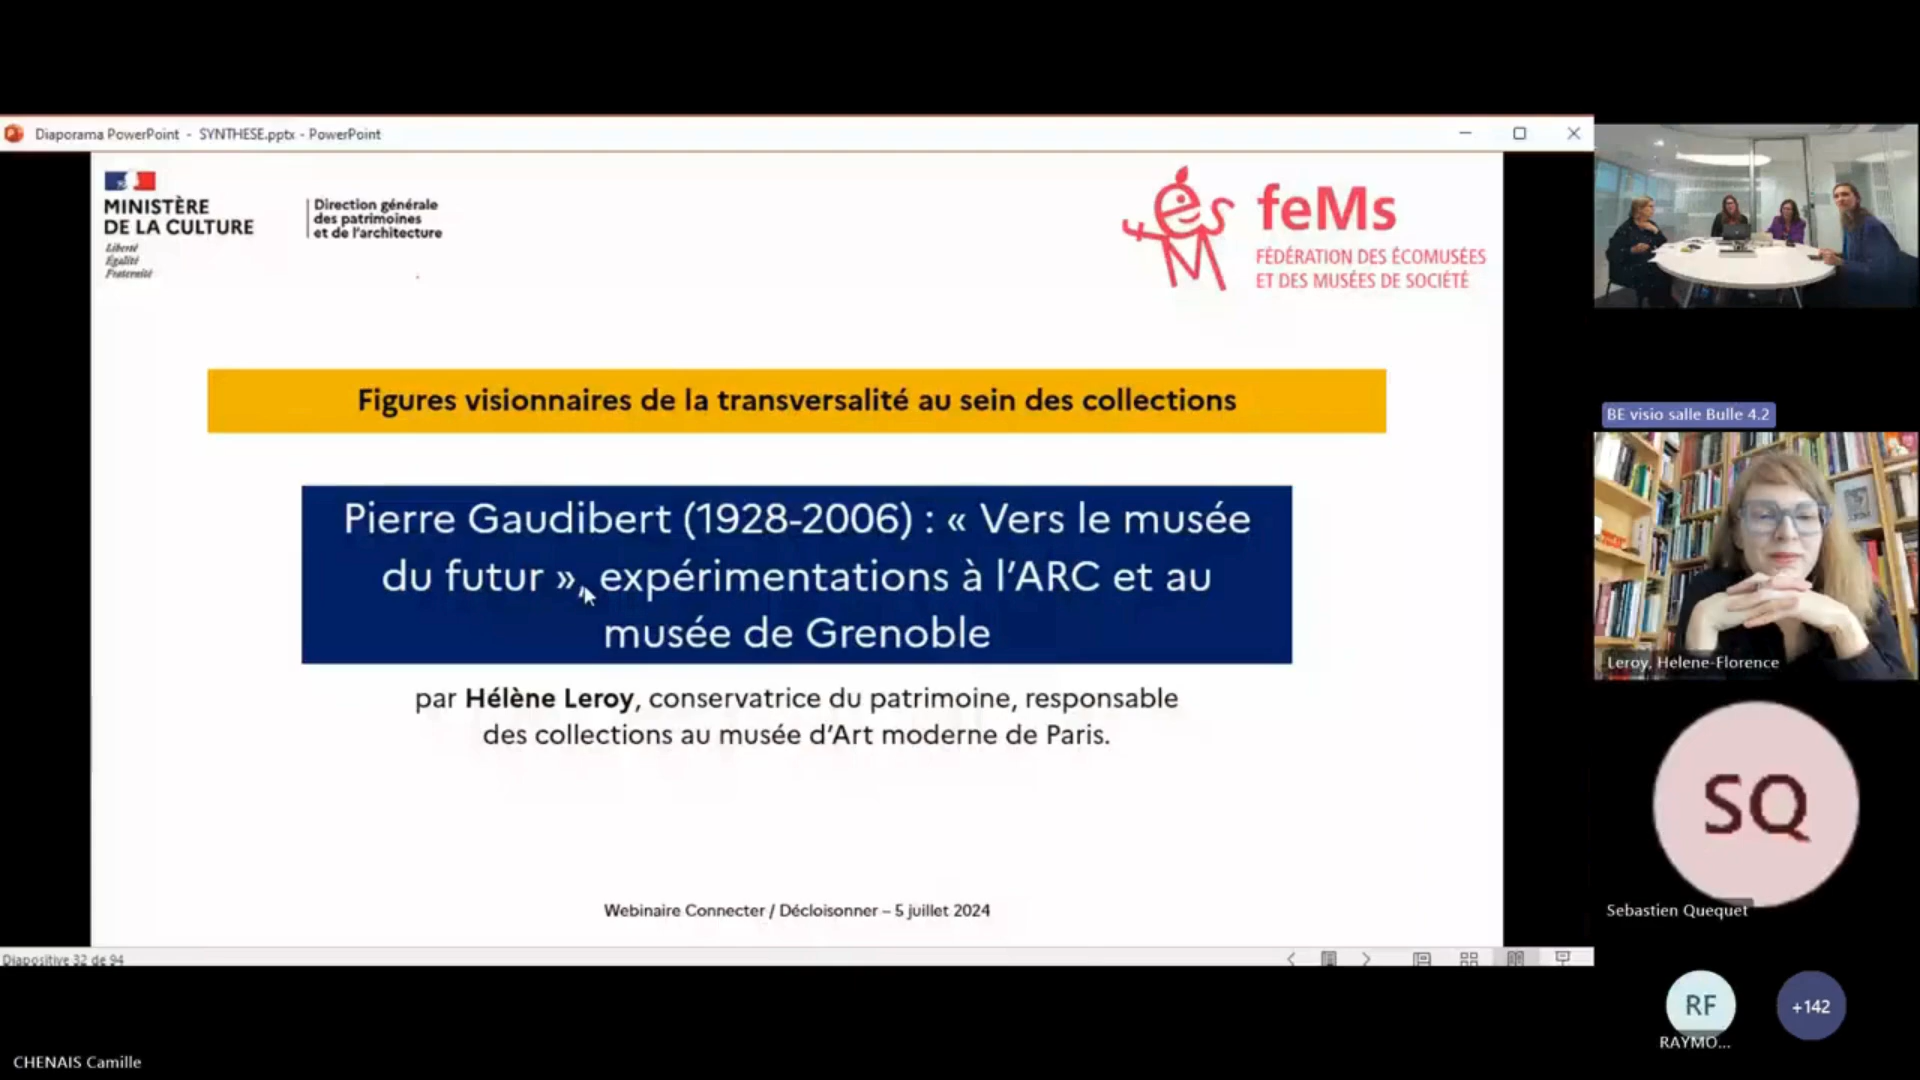 Diaporama PowerPoint - SYNTHESE.pptx - PowerPoint
MINISTÈRE
DE LA CULTURE
Liberté
Égalité
Fraternité
Direction générale
des patrimoines
et de l'architecture
feMs
FÉDÉRATION DES ÉCOMUSÉES
ET DES MUSÉES DE SOCIÉTÉ
Figures visionnaires de la transversalité au sein des collections
Pierre Gaudibert (1928-2006) : « Vers le musée
du futur », expérimentations à l'ARC et au
musée de Grenoble
par Hélène Leroy, conservatrice du patrimoine, responsable
des collections au musée d'Art moderne de Paris.
Webinaire Connecter / Décloisonner – 5 juillet 2024
Diapositive 32 de 94
BE visio salle Bulle 4.2
Leroy, Helene-Florence
SQ
Sebastien Quequet
RF
+142
RAYMO...
CHENAIS Camille